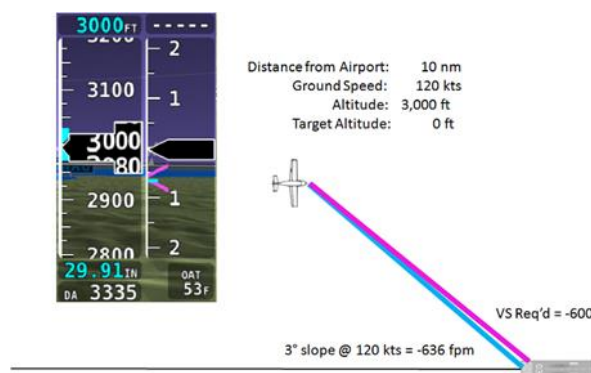 3000FT
-----
3200
2
3100
1
3000
80
2900
1
2800
2
29.91IN
OAT
53F
DA 3335
Distance from Airport: 10 nm
Ground Speed: 120 kts
Altitude: 3,000 ft
Target Altitude: 0 ft
VS Req'd = -600
3° slope @ 120 kts = -636 fpm